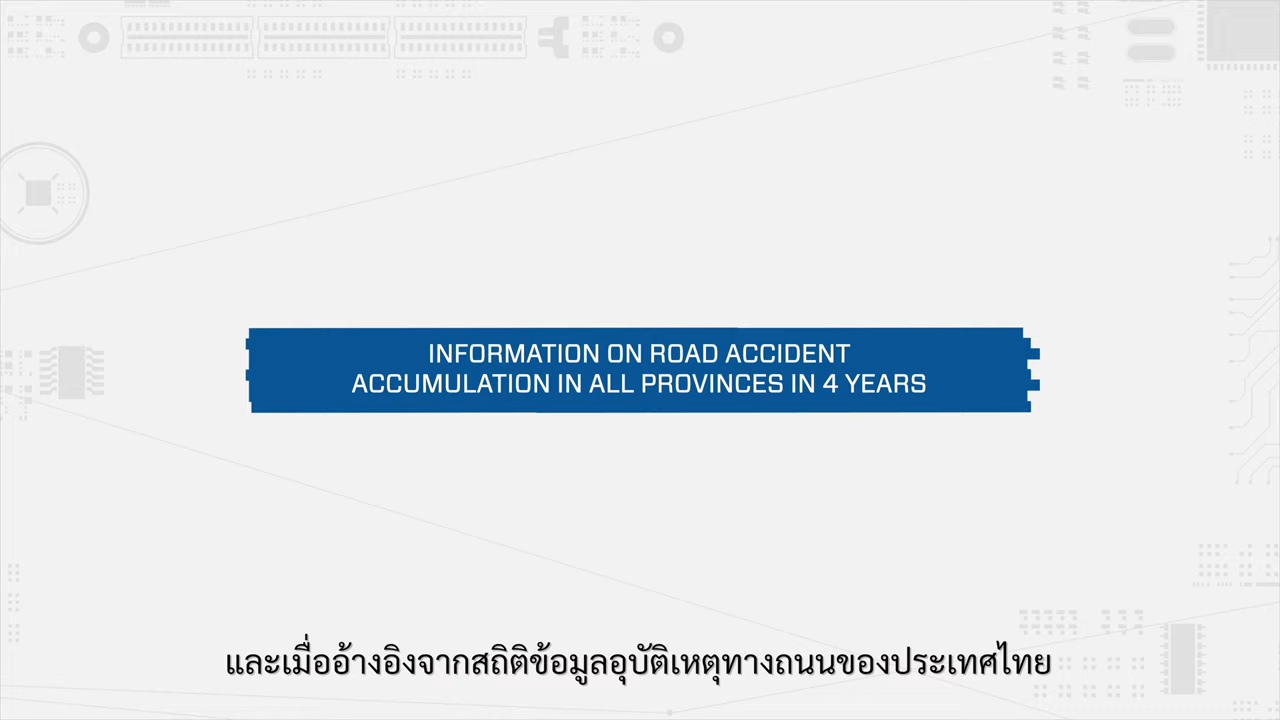 INFORMATION ON ROAD ACCIDENT
ACCUMULATION IN ALL PROVINCES IN 4 YEARS
และเมื่ออ้างอิงจากสถิติข้อมูลอุบัติเหตุทางถนนของประเทศไทย